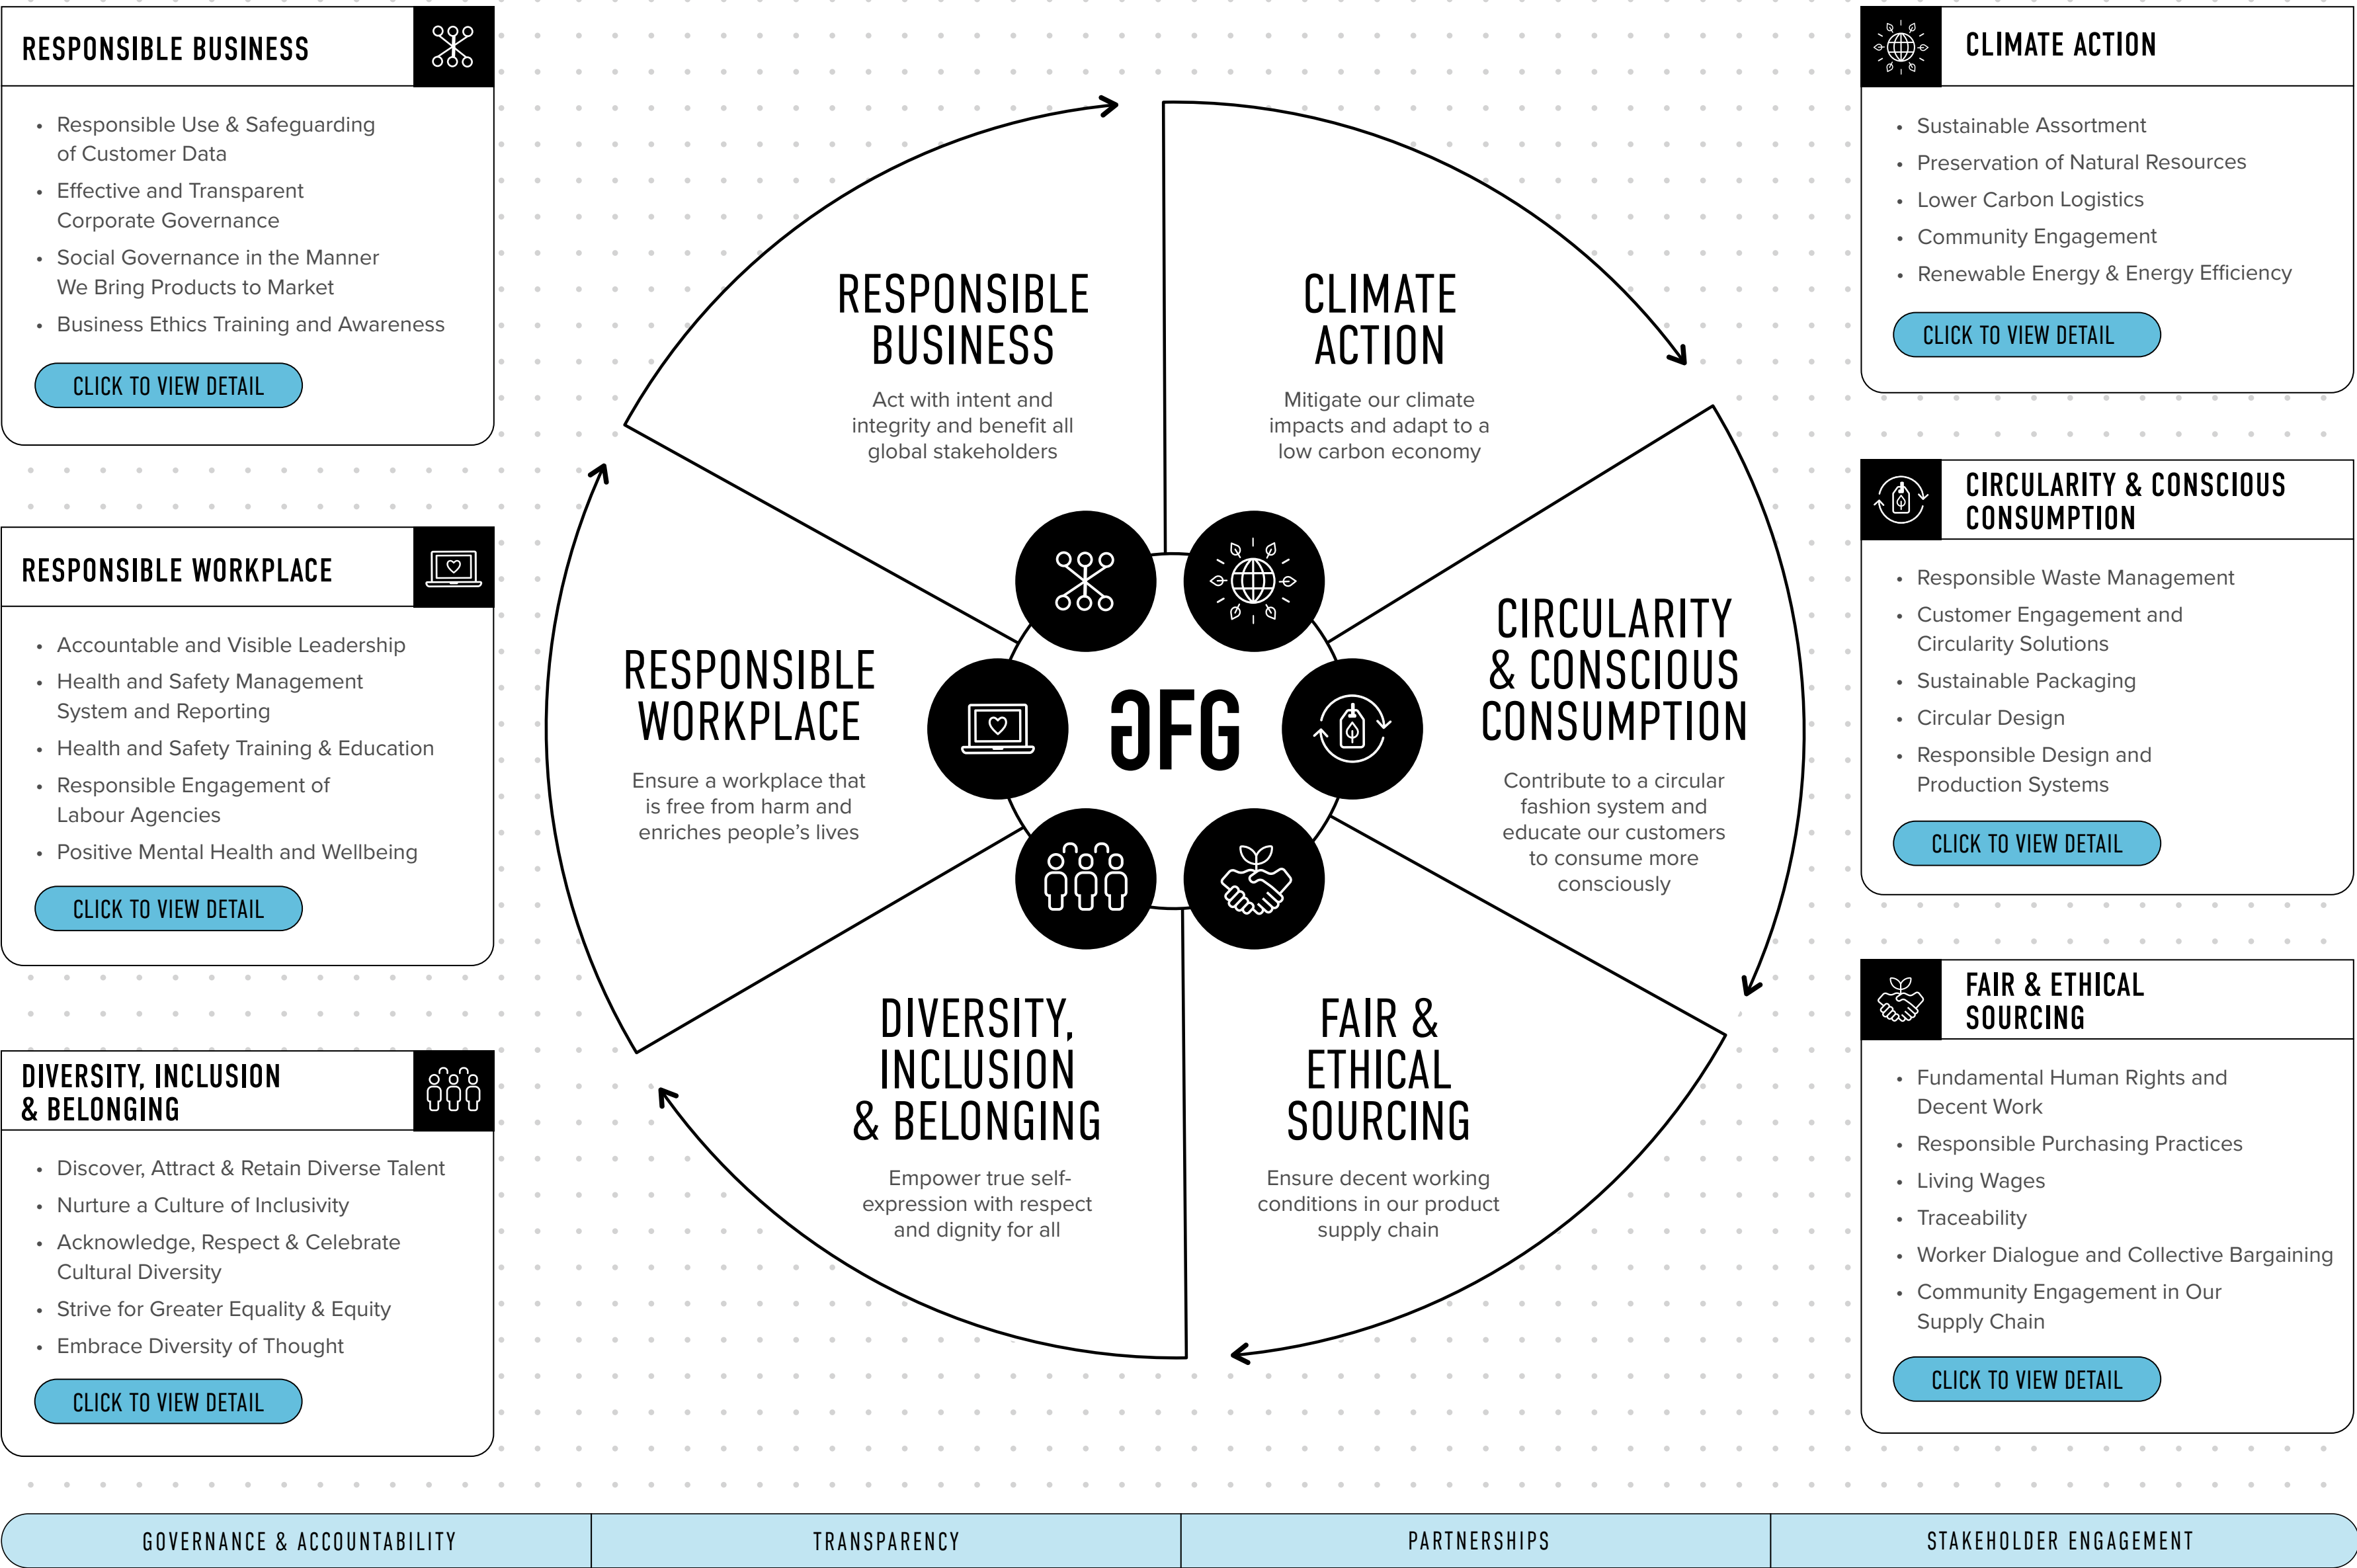 RESPONSIBLE BUSINESS
• Responsible Use & Safeguarding
of Customer Data
• Effective and Transparent
Corporate Governance
• Social Governance in the Manner
We Bring Products to Market
• Business Ethics Training and Awareness
CLICK TO VIEW DETAIL
RESPONSIBLE WORKPLACE
• Accountable and Visible Leadership
• Health and Safety Management
System and Reporting
• Health and Safety Training & Education
• Responsible Engagement of
Labour Agencies
• Positive Mental Health and Wellbeing
CLICK TO VIEW DETAIL
DIVERSITY, INCLUSION
& BELONGING
• Discover, Attract & Retain Diverse Talent
• Nurture a Culture of Inclusivity
• Acknowledge, Respect & Celebrate
Cultural Diversity
• Strive for Greater Equality & Equity
• Embrace Diversity of Thought
CLICK TO VIEW DETAIL
RESPONSIBLE
BUSINESS
Act with intent and
integrity and benefit all
global stakeholders
CLIMATE
ACTION
Mitigate our climate
impacts and adapt to a
low carbon economy
RESPONSIBLE
WORKPLACE
Ensure a workplace that
is free from harm and
enriches people’s lives
GFG
CIRCULARITY
& CONSCIOUS
CONSUMPTION
Contribute to a circular
fashion system and
educate our customers
to consume more
consciously
DIVERSITY,
INCLUSION
& BELONGING
Empower true self-
expression with respect
and dignity for all
FAIR &
ETHICAL
SOURCING
Ensure decent working
conditions in our product
supply chain
CLIMATE ACTION
• Sustainable Assortment
• Preservation of Natural Resources
• Lower Carbon Logistics
• Community Engagement
• Renewable Energy & Energy Efficiency
CLICK TO VIEW DETAIL
CIRCULARITY & CONSCIOUS
CONSUMPTION
• Responsible Waste Management
• Customer Engagement and
Circularity Solutions
• Sustainable Packaging
• Circular Design
• Responsible Design and
Production Systems
CLICK TO VIEW DETAIL
FAIR & ETHICAL
SOURCING
• Fundamental Human Rights and
Decent Work
• Responsible Purchasing Practices
• Living Wages
• Traceability
• Worker Dialogue and Collective Bargaining
• Community Engagement in Our
Supply Chain
CLICK TO VIEW DETAIL
GOVERNANCE & ACCOUNTABILITY
TRANSPARENCY
PARTNERSHIPS
STAKEHOLDER ENGAGEMENT